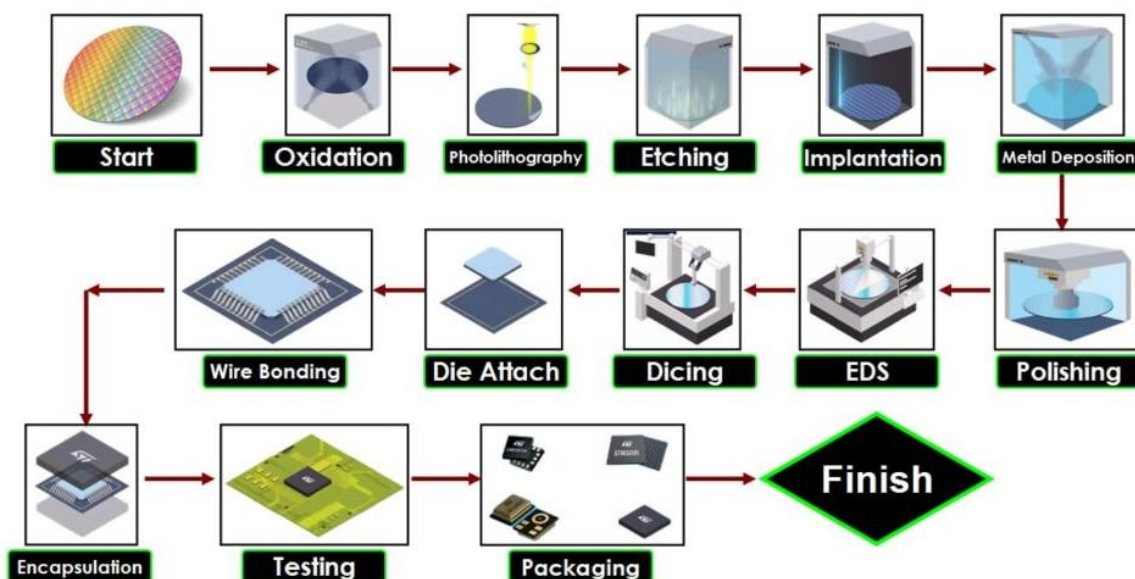 Start
Oxidation
Photolithography
Etching
Implantation
Metal Deposition
Wire Bonding
Die Attach
Dicing
EDS
Polishing
Encapsulation
Testing
Packaging
Finish